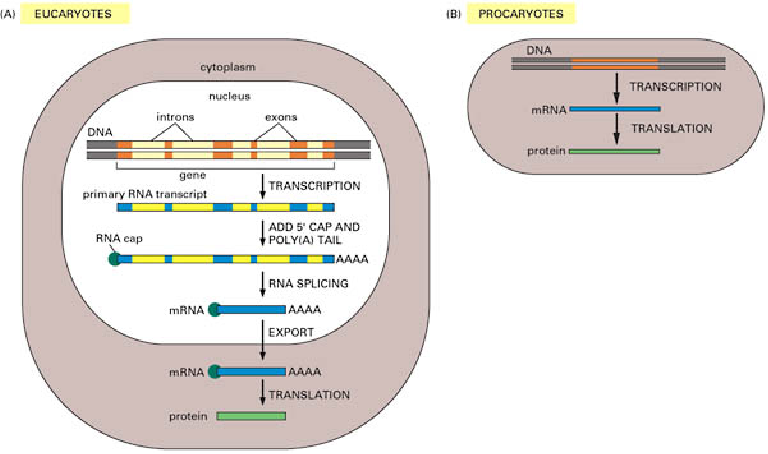 (A) EUCARYOTES
cytoplasm
nucleus
introns exons
DNA
gene
TRANSCRIPTION
primary RNA transcript
ADD 5' CAP AND
POLY(A) TAIL
RNA cap
AAAA
RNA SPLICING
mRNA AAAA
EXPORT
mRNA AAAA
TRANSLATION
protein
(B) PROCARYOTES
DNA
TRANSCRIPTION
mRNA
TRANSLATION
protein